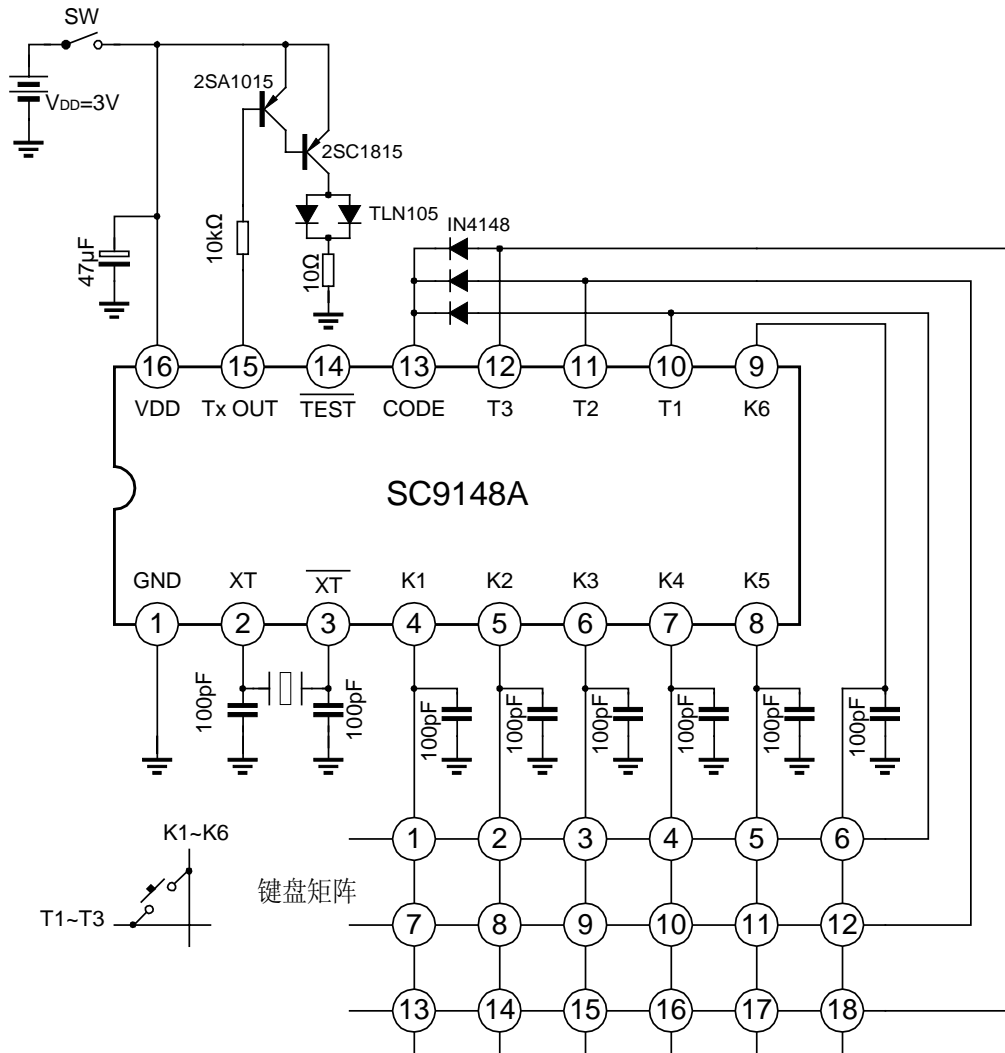 SW
2SA1015
VDD=3V
2SC1815
TLN105
IN4148
10kΩ
47μF
10Ω
16 15 14 13 12 11 10 9
VDD Tx OUT TEST CODE T3 T2 T1 K6
SC9148A
GND XT XT K1 K2 K3 K4 K5
1 2 3 4 5 6 7 8
100pF 100pF 100pF 100pF 100pF 100pF 100pF 100pF
K1~K6
1 2 3 4 5 6
键盘矩阵
T1~T3
7 8 9 10 11 12
13 14 15 16 17 18